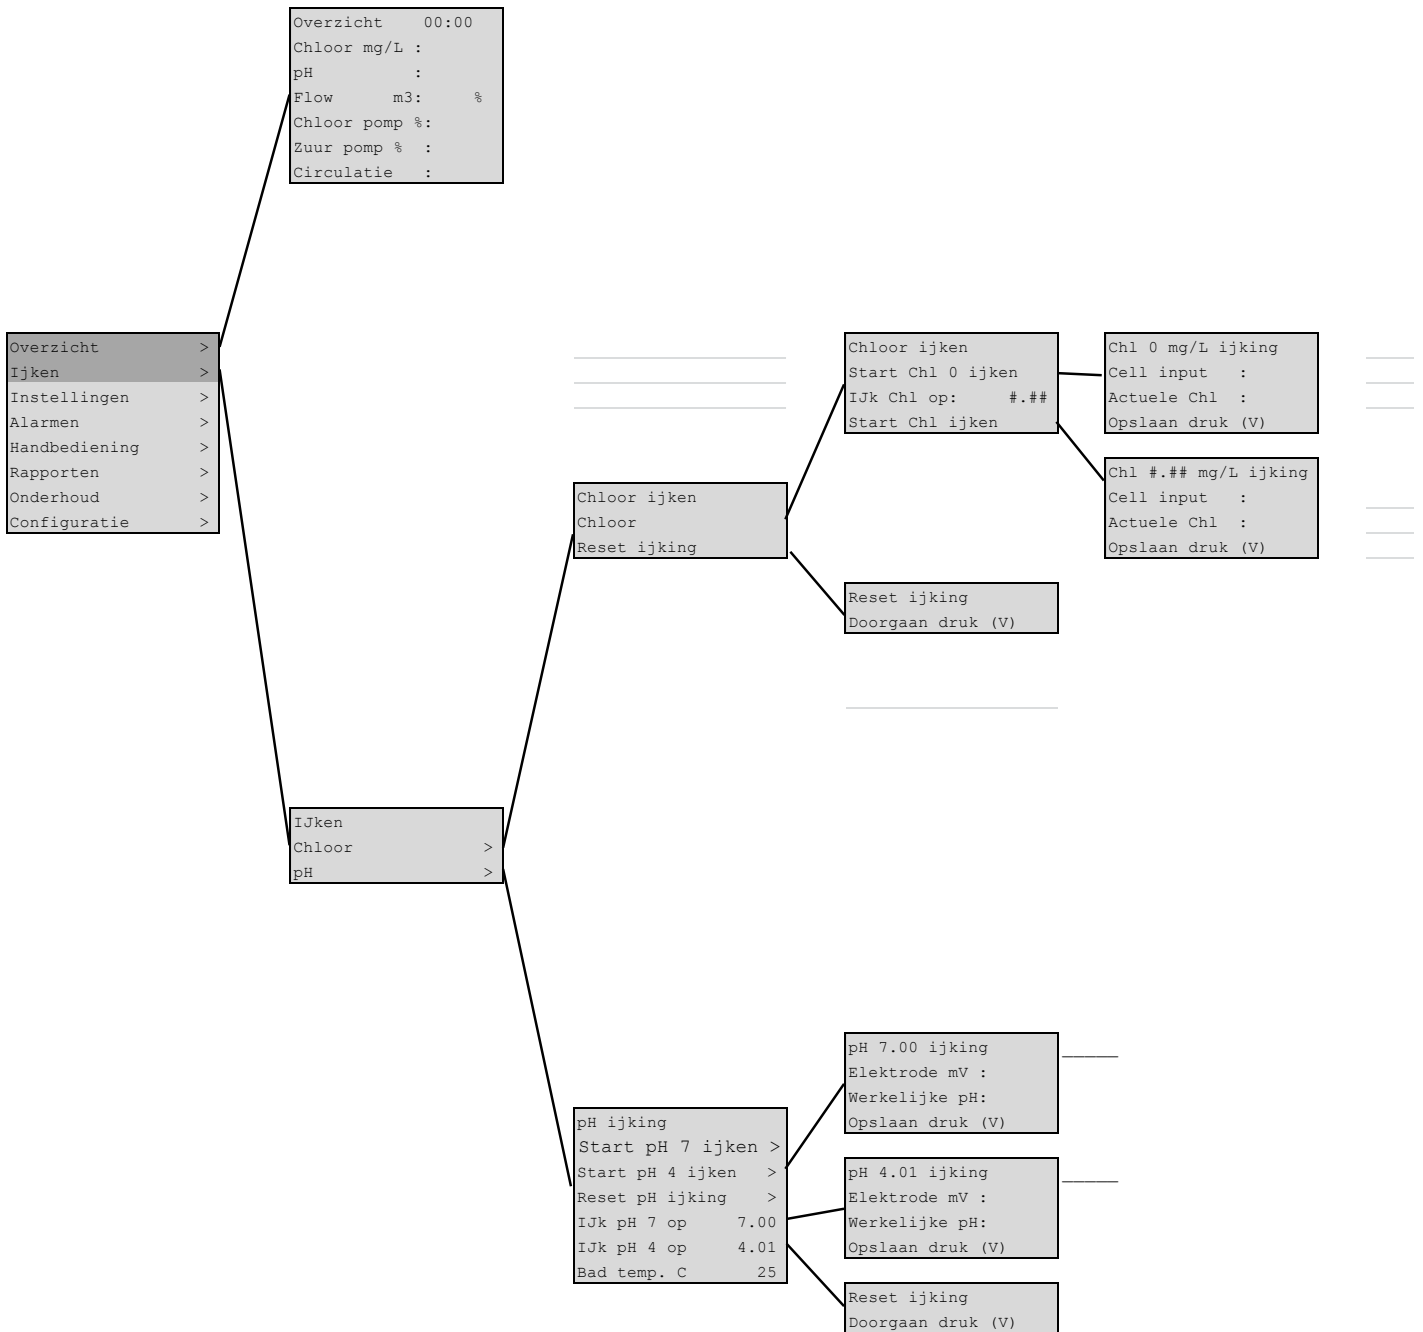 Overzicht 00:00
Chloor mg/L :
pH :
Flow m3: %
Chloor pomp %:
Zuur pomp % :
Circulatie :
Overzicht >
Ijken >
Instellingen >
Alarmen >
Handbediening >
Rapporten >
Onderhoud >
Configuratie >
IJken
Chloor >
pH >
Chloor ijken
Chloor
Reset ijking
Chloor ijken
Start Chl 0 ijken
IJk Chl op: #.##
Start Chl ijken
Chl 0 mg/L ijking
Cell input :
Actuele Chl :
Opslaan druk (V)
Chl #.## mg/L ijking
Cell input :
Actuele Chl :
Opslaan druk (V)
Reset ijking
Doorgaan druk (V)
pH ijking
Start pH 7 ijken >
Start pH 4 ijken >
Reset pH ijking >
IJk pH 7 op 7.00
IJk pH 4 op 4.01
Bad temp. C 25
pH 7.00 ijking
Elektrode mV :
Werkelijke pH:
Opslaan druk (V)
pH 4.01 ijking
Elektrode mV :
Werkelijke pH:
Opslaan druk (V)
Reset ijking
Doorgaan druk (V)